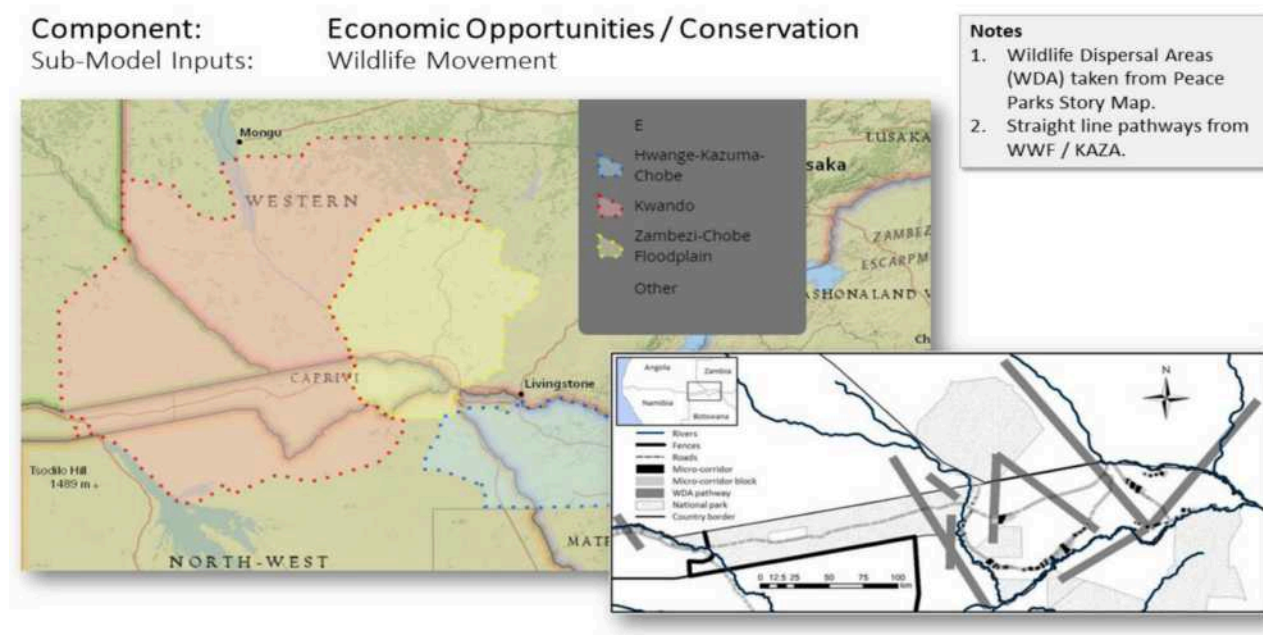 Component: Economic Opportunities / Conservation
Sub-Model Inputs: Wildlife Movement
Notes
1. Wildlife Dispersal Areas
(WDA) taken from Peace
Parks Story Map.
2. Straight line pathways from
WWF / KAZA.
Mongu
WESTERN
CAPRIVI
Livingstone
Tsodilo Hill
1489 m
NORTH-WEST
MATE
E
Hwange-Kazuma-
Chobe
Kwando
Zambezi-Chobe
Floodplain
Other
LUSAKA
saka
ZAMBEZ
ESCARPM
ASHONALAND W
Ch
Angola
Zambia
Namibia
Botswana
Rivers
Fences
Roads
Micro-corridor
Micro-corridor block
WDA pathway
National park
Country border
N
0 12.5 25 50 75 100
km